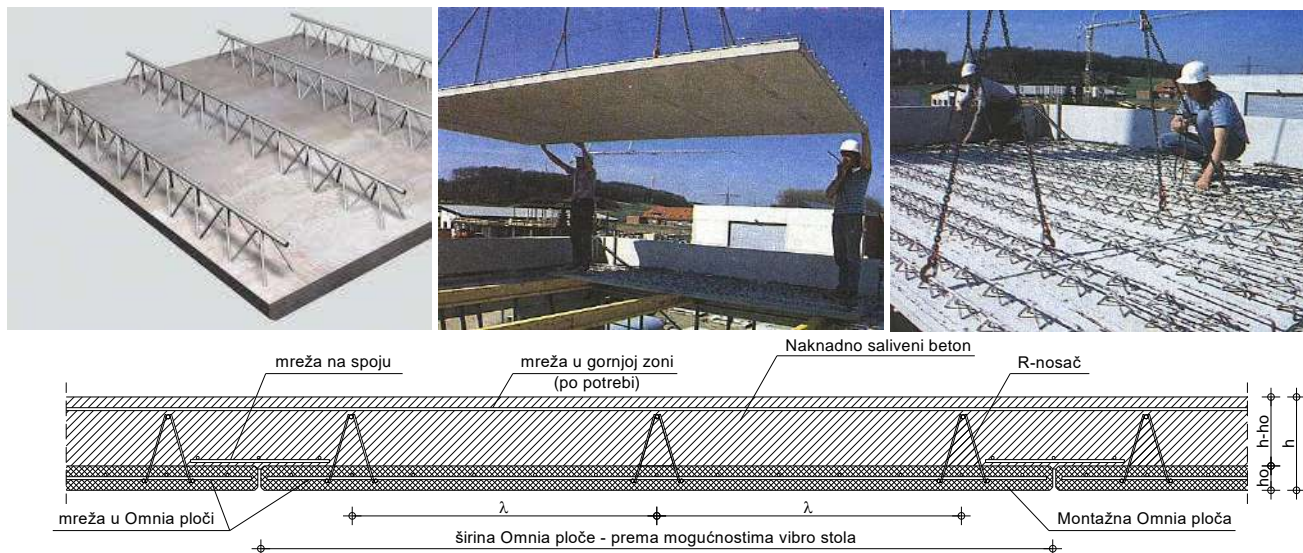 mreža na spoju
mreža u gornjoj zoni
(po potrebi)
Naknadno saliveni beton
R-nosač
h-ho
h
ho
mreža u Omnia ploči
λ
λ
Montažna Omnia ploča
širina Omnia ploče - prema mogućnostima vibro stola